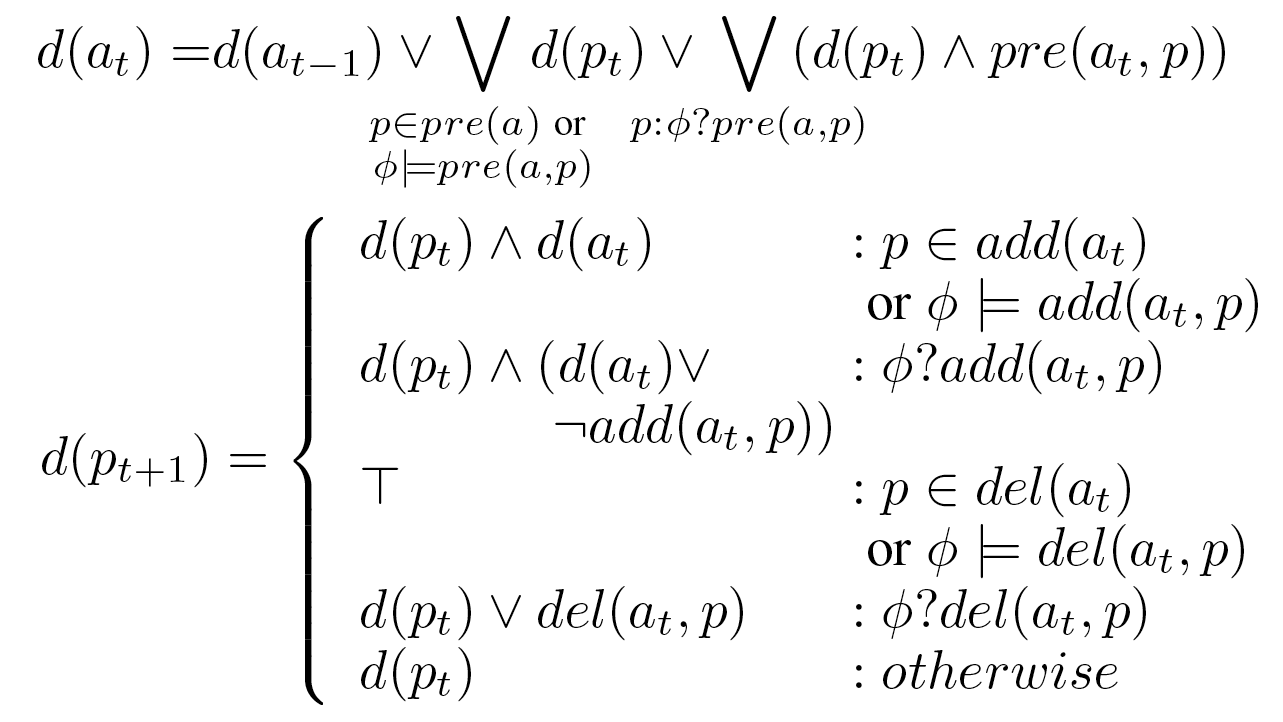 d(a_t) =d(a_{t−1}) ∨ ⋁ d(p_t) ∨ ⋁ (d(p_t) ∧ pre(a_t, p))
p∈pre(a) or p:ϕ?pre(a,p)
ϕ⊨pre(a,p)
d(p_t) ∧ d(a_t) : p ∈ add(a_t)
or ϕ ⊨ add(a_t, p)
d(p_t) ∧ (d(a_t)∨ : ϕ?add(a_t, p)
¬add(a_t, p))
d(p_{t+1}) = {
⊤ : p ∈ del(a_t)
or ϕ ⊨ del(a_t, p)
d(p_t) ∨ del(a_t, p) : ϕ?del(a_t, p)
d(p_t) : otherwise